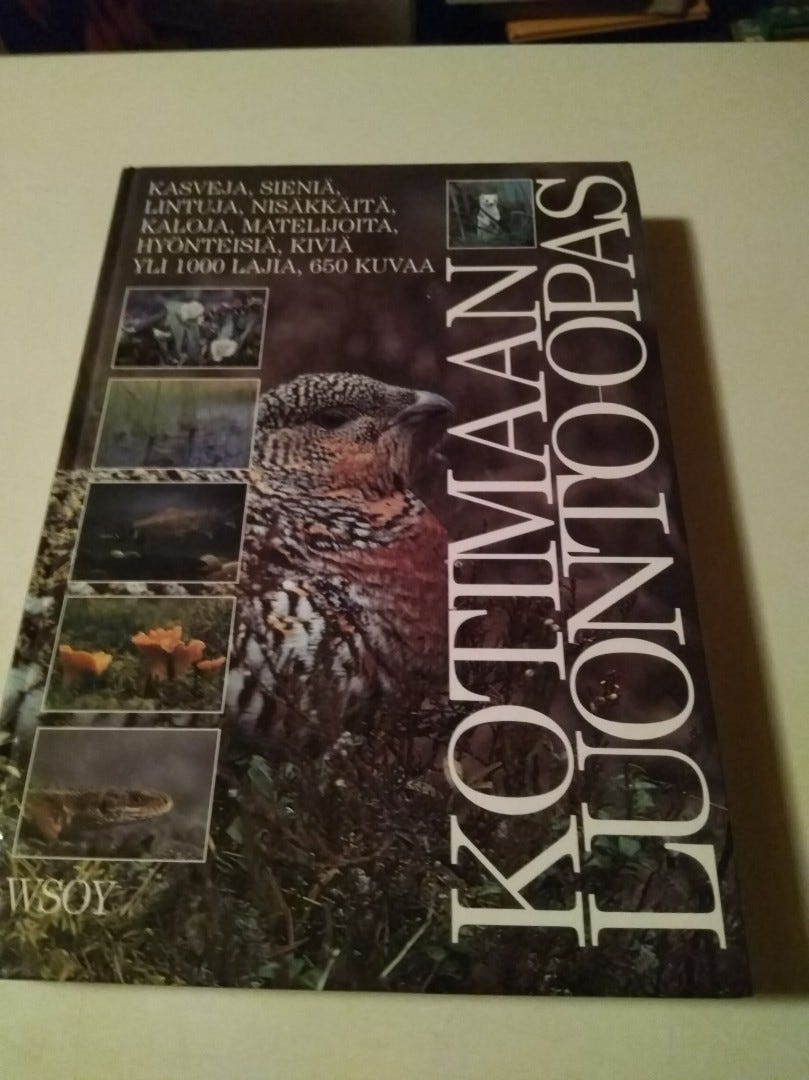 KASVEJA, SIENIÄ,
LINTUJA, NISÄKKÄITÄ,
KALOJA, MATELIJOITA,
HYÖNTEISIÄ, KIVIÄ
YLI 1000 LAJIA, 650 KUVAA
KOTIMAAN
LUONTO-OPAS
WSOY